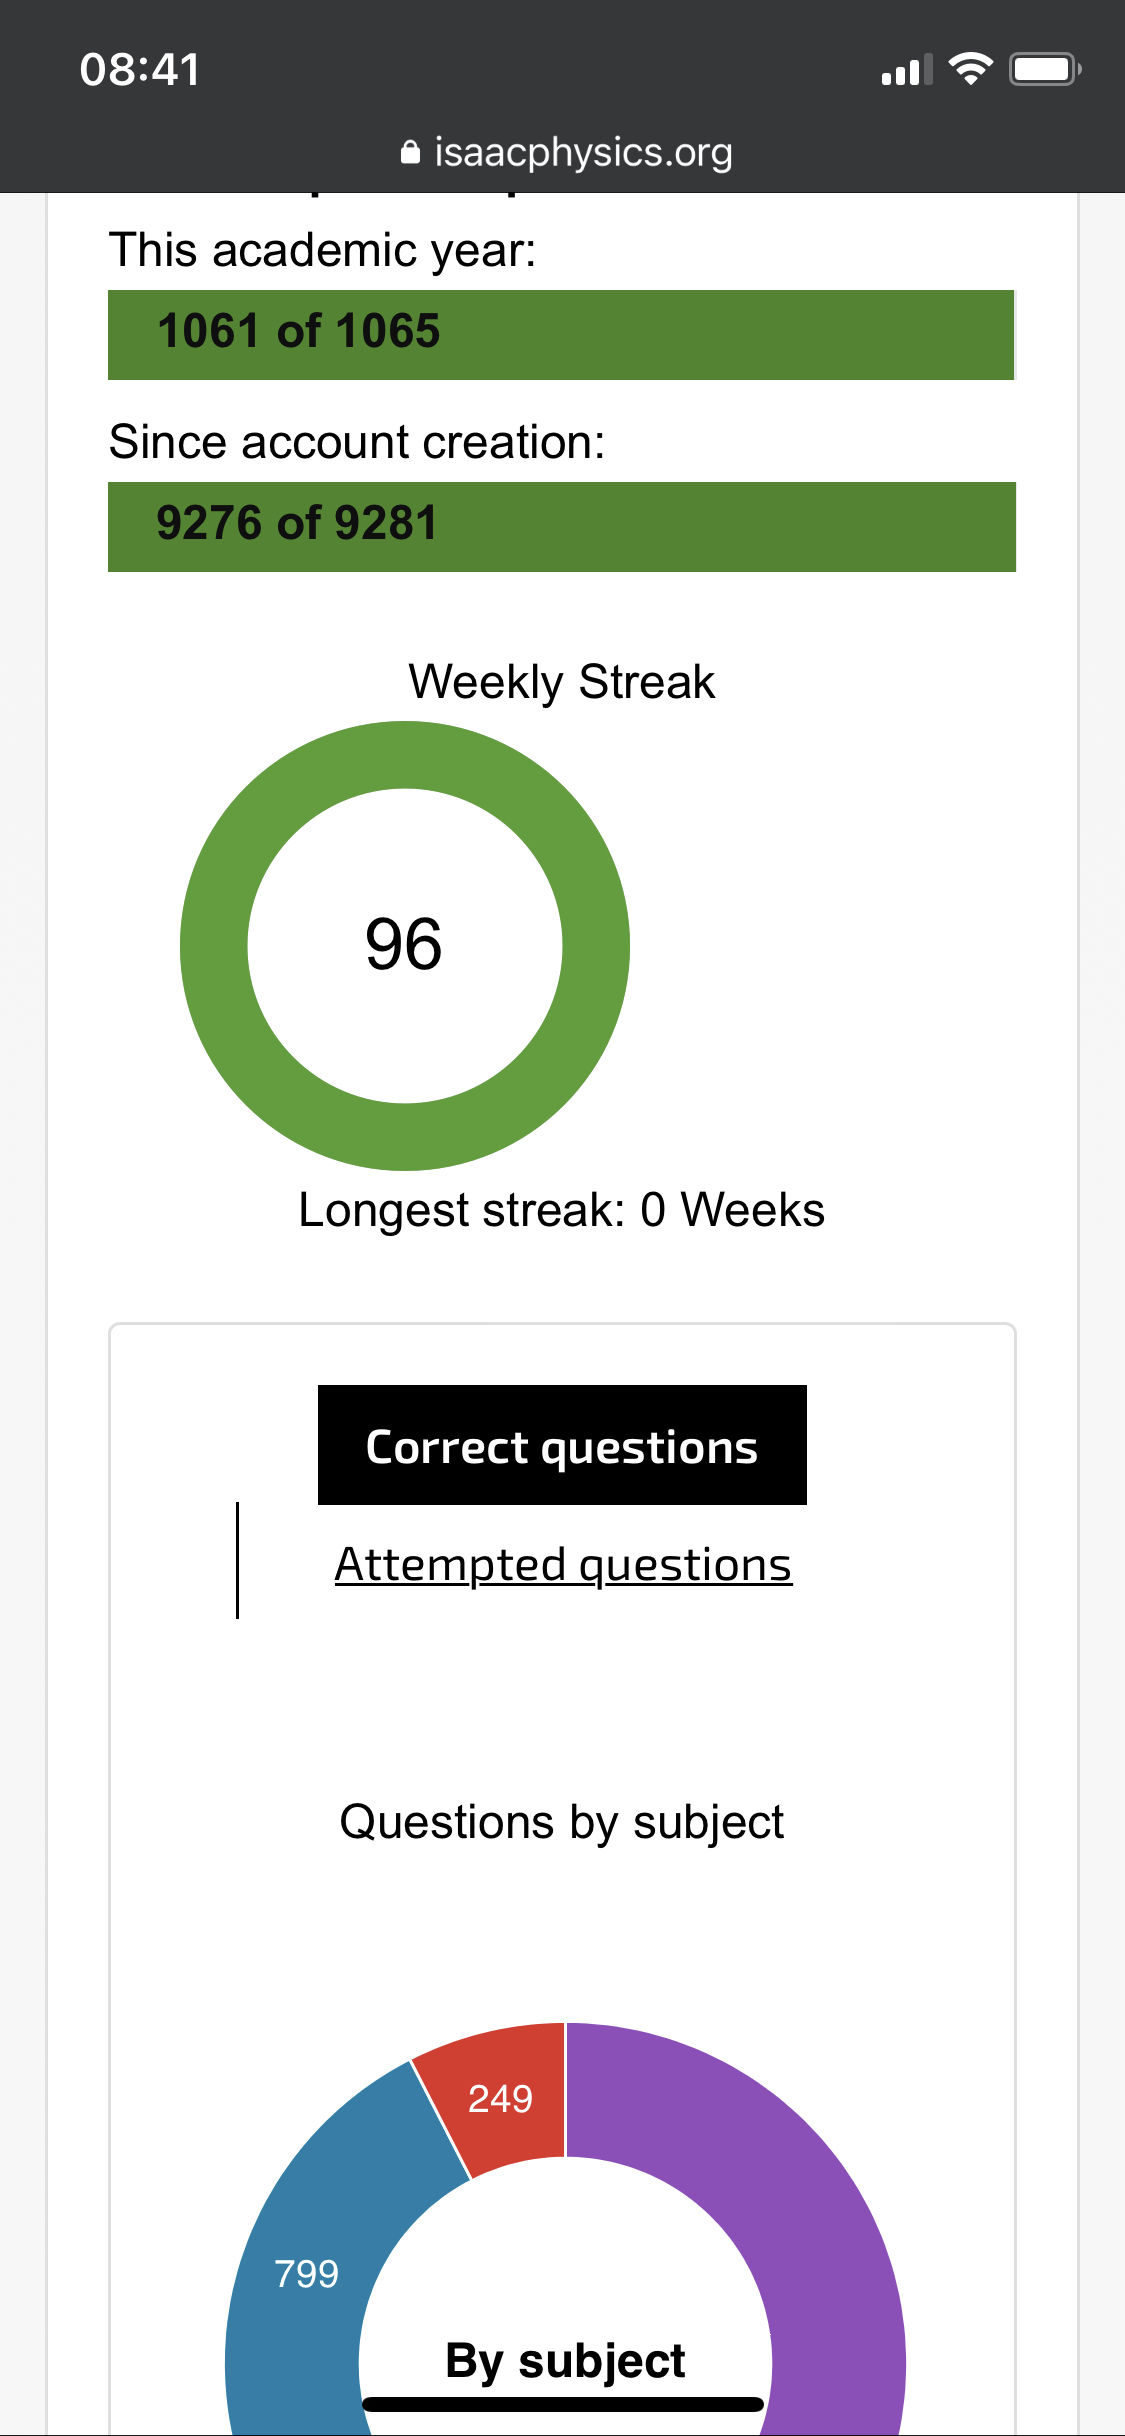 08:41
isaacphysics.org
This academic year:
1061 of 1065
Since account creation:
9276 of 9281
Weekly Streak
96
Longest streak: 0 Weeks
Correct questions
Attempted questions
Questions by subject
249
799
By subject